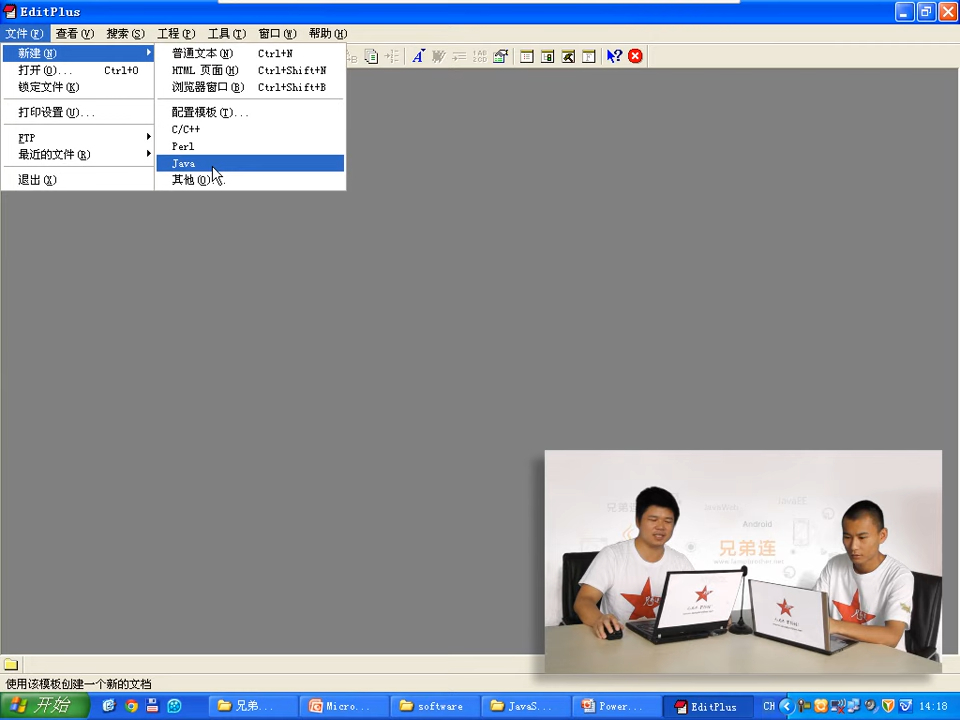 EditPlus
文件(F) 查看(V) 搜索(S) 工程(P) 工具(T) 窗口(W) 帮助(H)
新建(N)
打开(O)... Ctrl+O
锁定文件(K)
打印设置(U)...
FTP
最近的文件(R)
退出(X)
普通文本(N) Ctrl+N
HTML 页面(H) Ctrl+Shift+N
浏览器窗口(B) Ctrl+Shift+B
配置模板(T)...
C/C++
Perl
Java
其他(O)...
JavaWeb
JavaEE
Android
兄弟连
使用该模板创建一个新的文档
开始 兄弟... Micro... software JavaS... Power... EditPlus CH 14:18